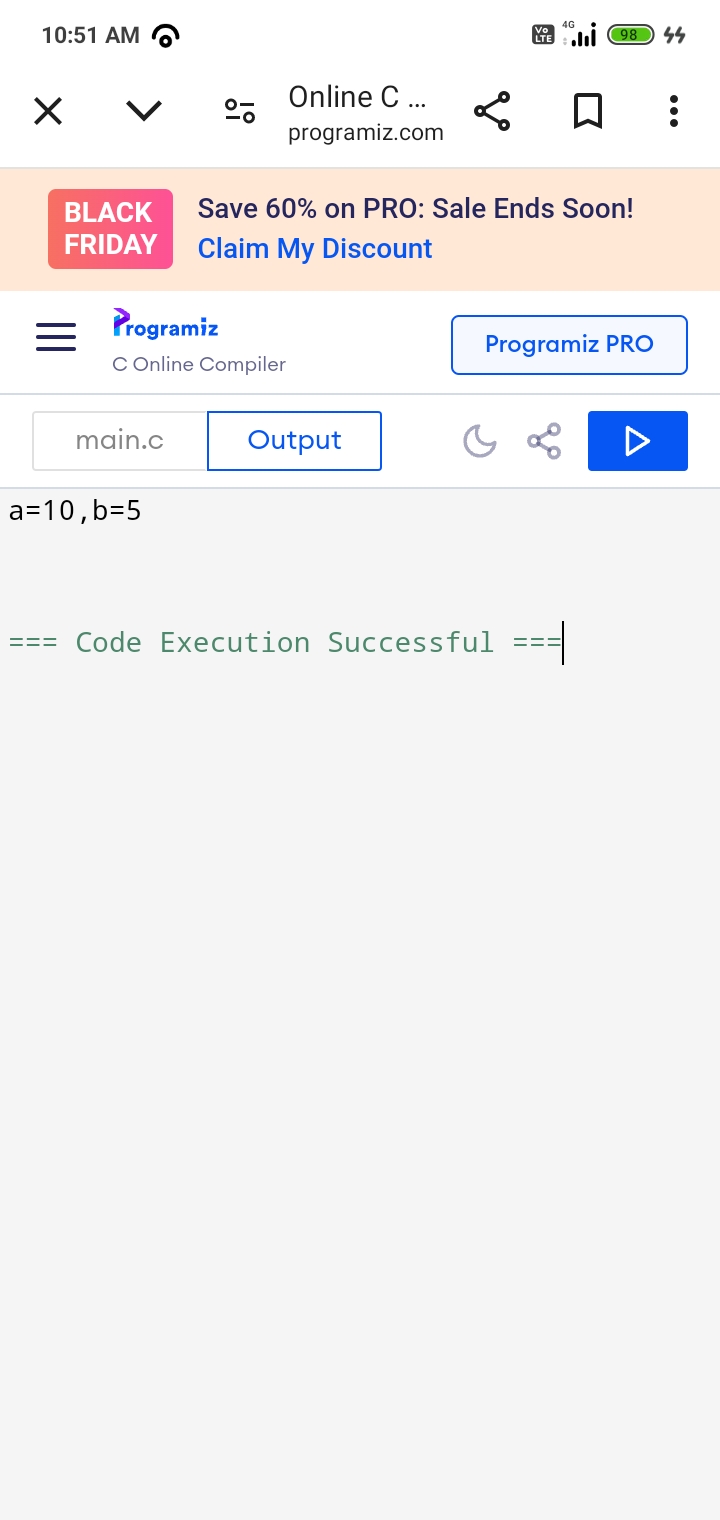 10:51 AM
Vo LTE
4G
98
Online C ...
programiz.com
BLACK
FRIDAY
Save 60% on PRO: Sale Ends Soon!
Claim My Discount
Programiz
C Online Compiler
Programiz PRO
main.c
Output
a=10,b=5
=== Code Execution Successful ===